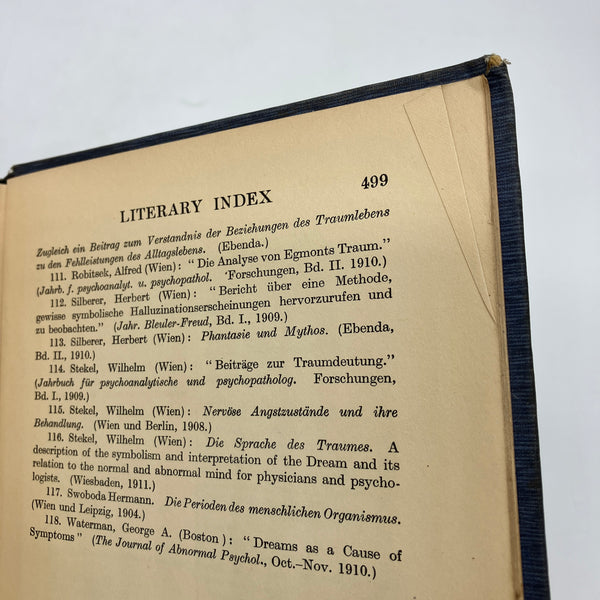 LITERARY INDEX 499
Zugleich ein Beitrag zum Verstandnis der Beziehungen des Traumlebens
zu den Fehlleistungen des Alltagslebens. (Ebenda.)
111. Robitsek, Alfred (Wien): “Die Analyse von Egmonts Traum.”
(Jahrb. f. psychoanalyt. u. psychopathol. ‘Forschungen, Bd. II. 1910.)
112. Silberer, Herbert (Wien): “Bericht über eine Methode,
gewisse symbolische Halluzinationserscheinungen hervorzurufen und
zu beobachten.” (Jahr. Bleuler-Freud, Bd. I., 1909.)
113. Silberer, Herbert (Wien): Phantasie und Mythos. (Ebenda,
Bd. II., 1910.)
114. Stekel, Wilhelm (Wien): “Beiträge zur Traumdeutung.”
(Jahrbuch für psychoanalytische und psychopatholog. Forschungen,
Bd. I., 1909.)
115. Stekel, Wilhelm (Wien): Nervöse Angstzustände und ihre
Behandlung. (Wien und Berlin, 1908.)
116. Stekel, Wilhelm (Wien): Die Sprache des Traumes. A
description of the symbolism and interpretation of the Dream and its
relation to the normal and abnormal mind for physicians and psycho-
logists. (Wiesbaden, 1911.)
117. Swoboda Hermann. Die Perioden des menschlichen Organismus.
(Wien und Leipzig, 1904.)
118. Waterman, George A. (Boston): “Dreams as a Cause of
Symptoms” (The Journal of Abnormal Psychol., Oct.–Nov. 1910.)